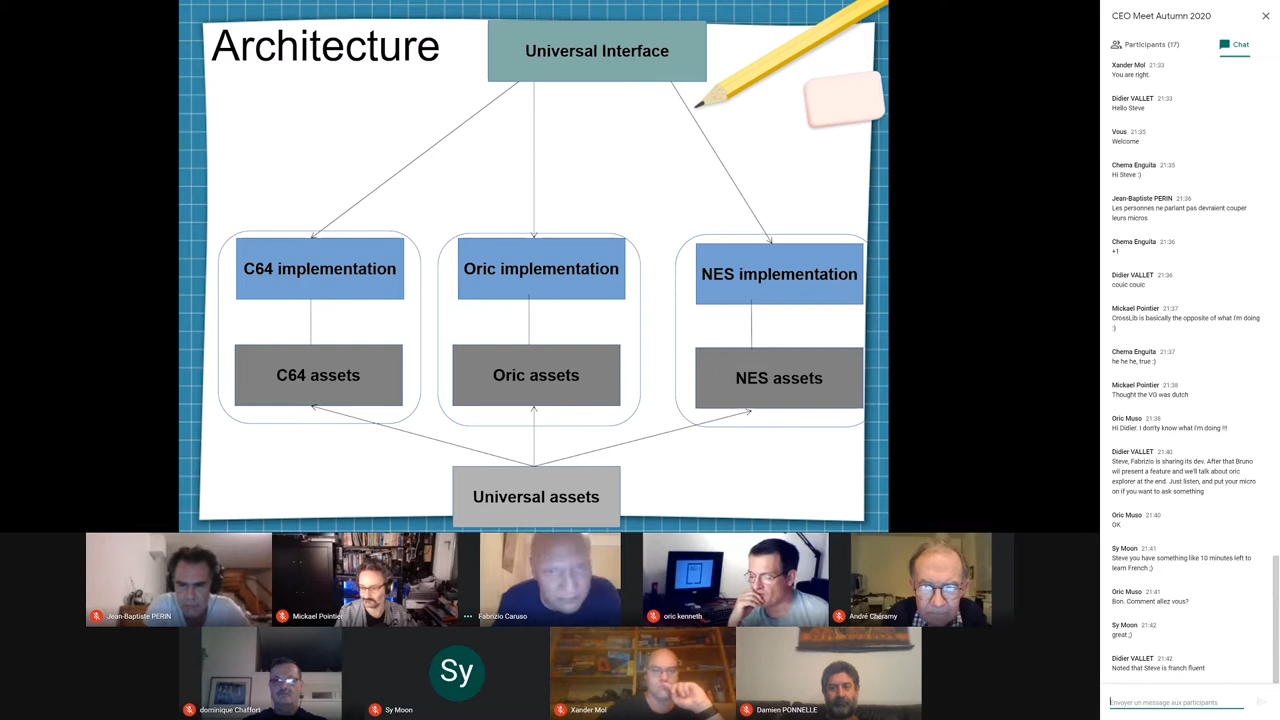 Architecture
Universal Interface
C64 implementation
Oric implementation
NES implementation
C64 assets
Oric assets
NES assets
Universal assets
Jean-Baptiste PERIN
Mickael Pointier
Fabrizio Caruso
oric kenneth
André Chéramy
dominique Chaffort
Sy
Sy Moon
Xander Mol
Damien PONNELLE
CEO Meet Autumn 2020
Participants (17)
Chat
Xander Mol 21:33
You are right.
Didier VALLET 21:33
Hello Steve
Vous 21:35
Welcome
Chema Enguita 21:35
Hi Steve :)
Jean-Baptiste PERIN 21:36
Les personnes ne parlant pas devraient couper
leurs micros
Chema Enguita 21:36
+1
Didier VALLET 21:36
couic couic
Mickael Pointier 21:37
CrossLib is basically the opposite of what I'm doing
:)
Chema Enguita 21:37
he he he, true :)
Mickael Pointier 21:38
Thought the VG was dutch
Oric Muso 21:38
Hi Didier. I don'ty know what I'm doing !!!
Didier VALLET 21:40
Steve, Fabrizio is sharing its dev. After that Bruno
wil present a feature and we'll talk about oric
explorer at the end. Just listen, and put your micro
on if you want to ask something
Oric Muso 21:40
OK
Sy Moon 21:41
Steve you have something like 10 minutes left to
learn French ;)
Oric Muso 21:41
Bon. Comment allez vous?
Sy Moon 21:42
great ;)
Didier VALLET 21:42
Noted that Steve is franch fluent
Envoyer un message aux participants